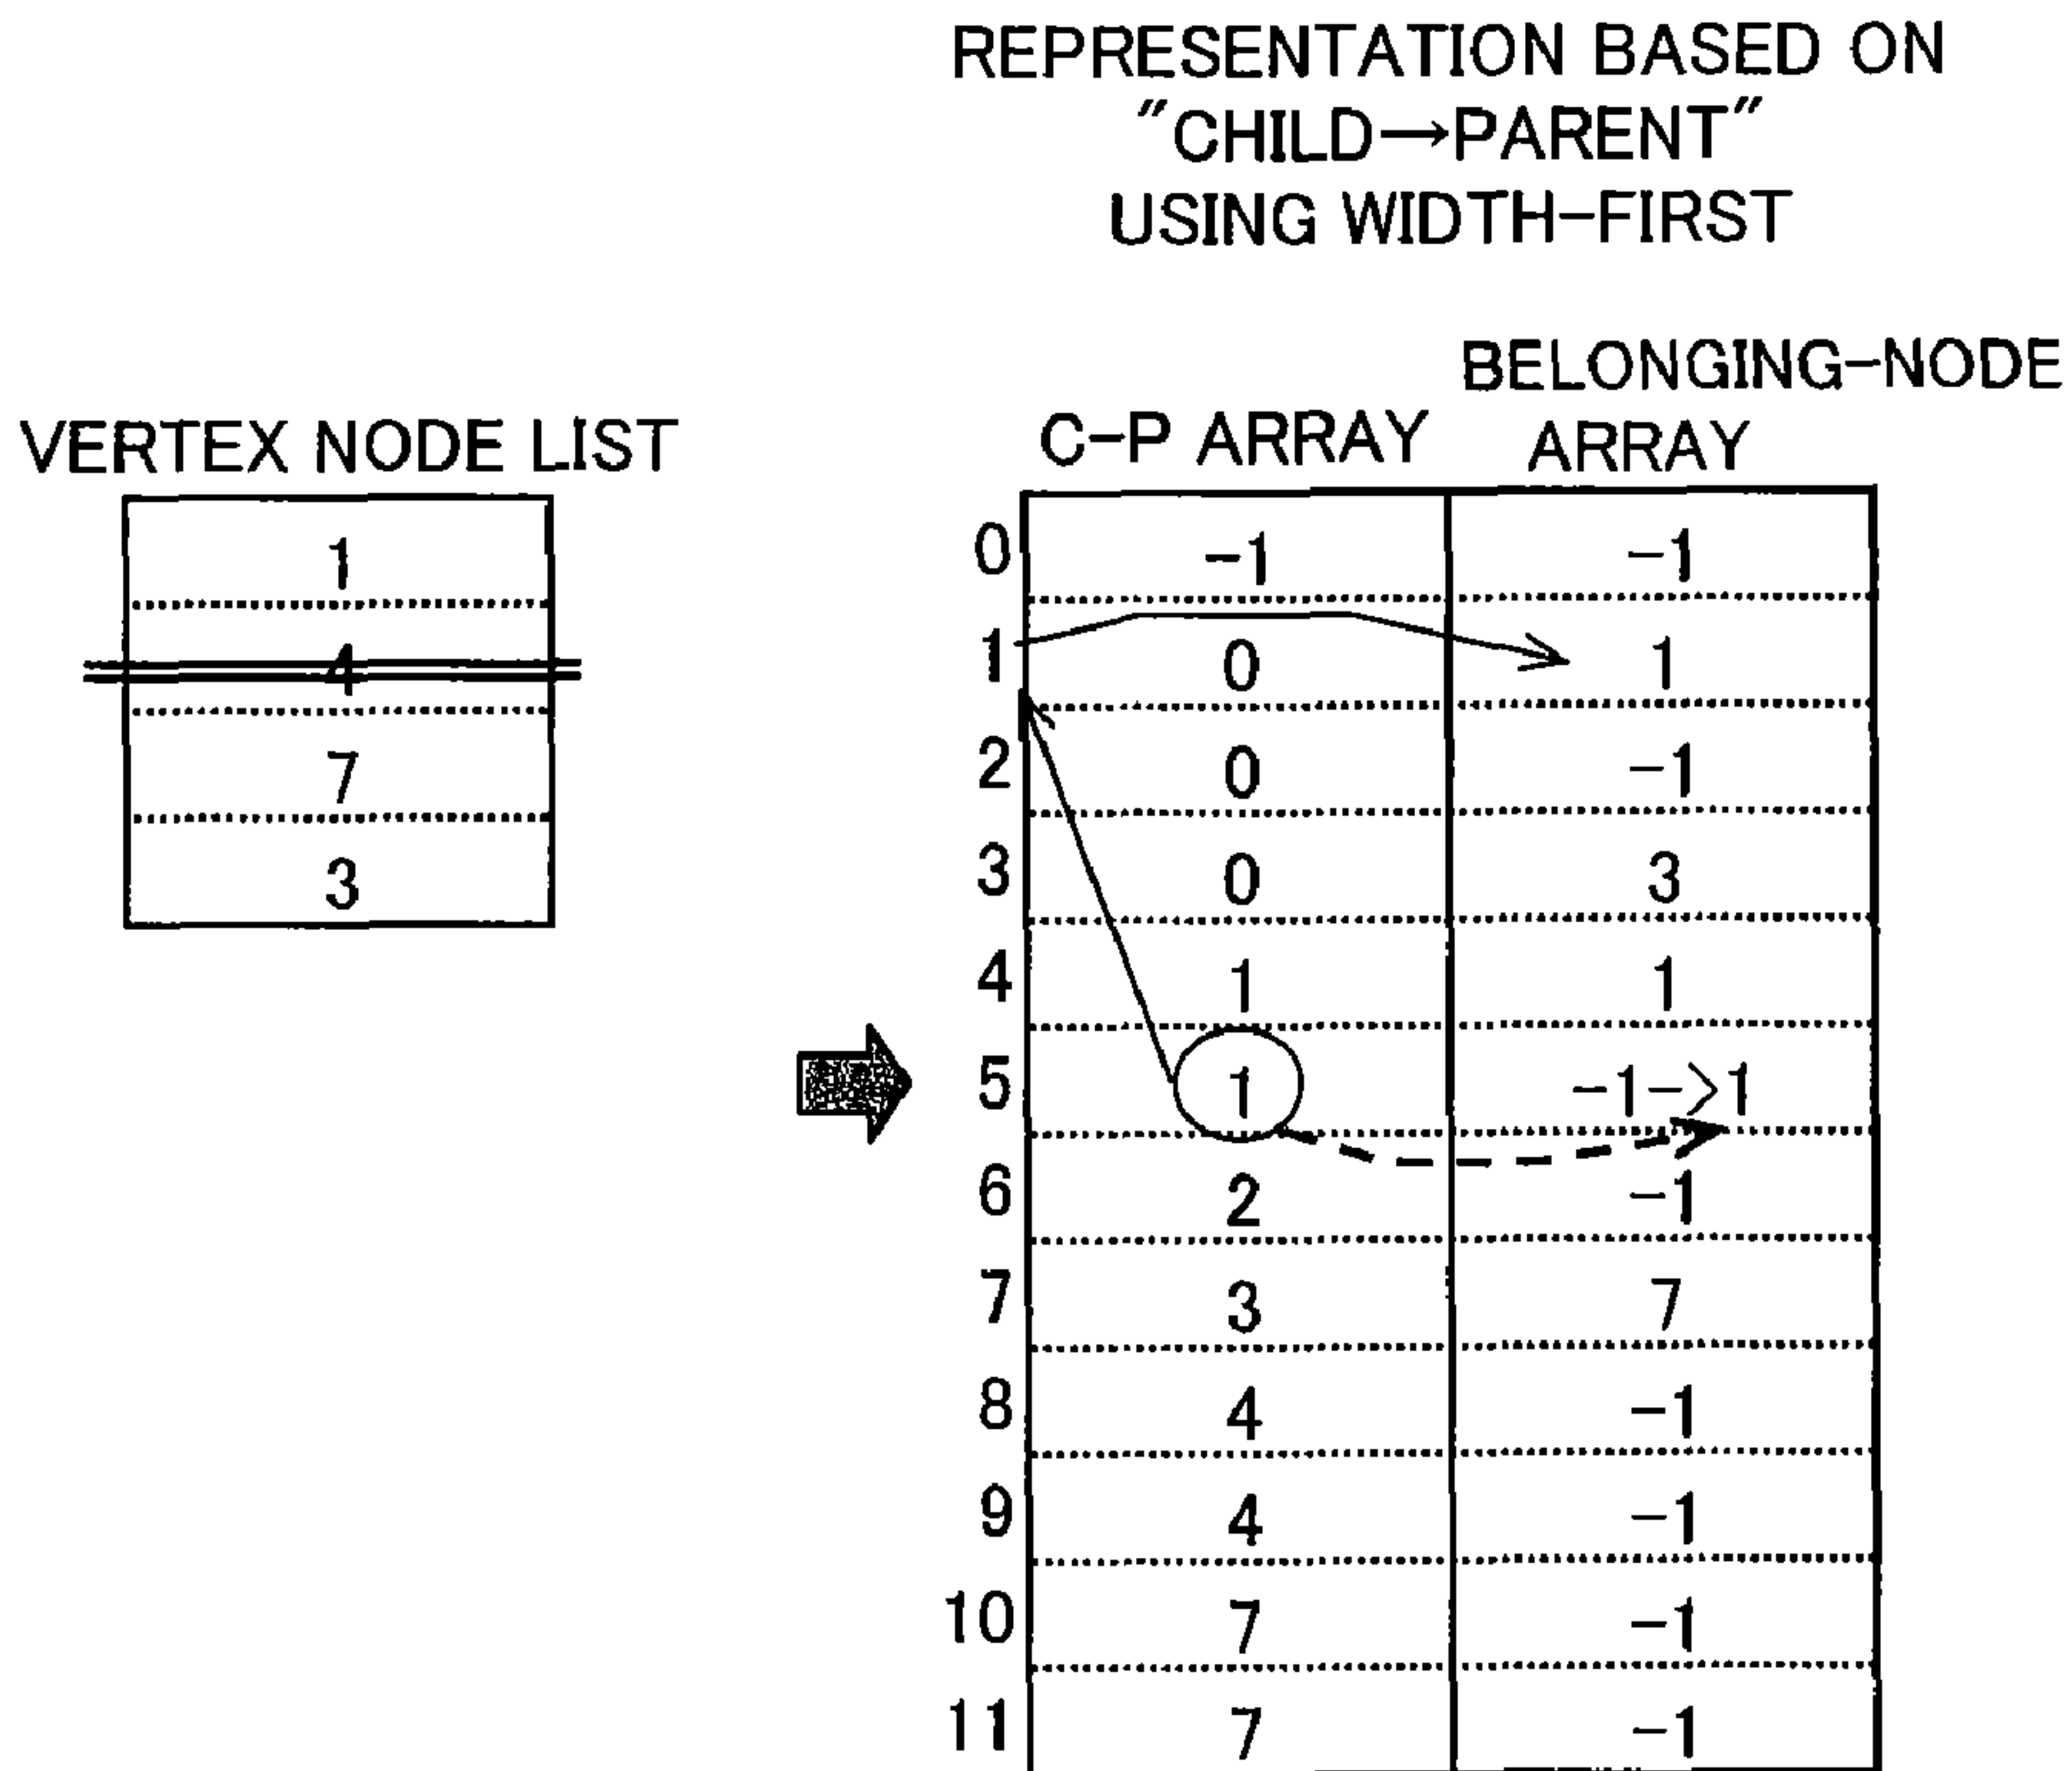 REPRESENTATION BASED ON
"CHILD→PARENT"
USING WIDTH-FIRST
VERTEX NODE LIST
1
4
7
3
C-P ARRAY
BELONGING-NODE
ARRAY
0 -1 -1
1 0 1
2 0 -1
3 0 3
4 1 1
5 1 -1->1
6 2 -1
7 3 7
8 4 -1
9 4 -1
10 7 -1
11 7 -1